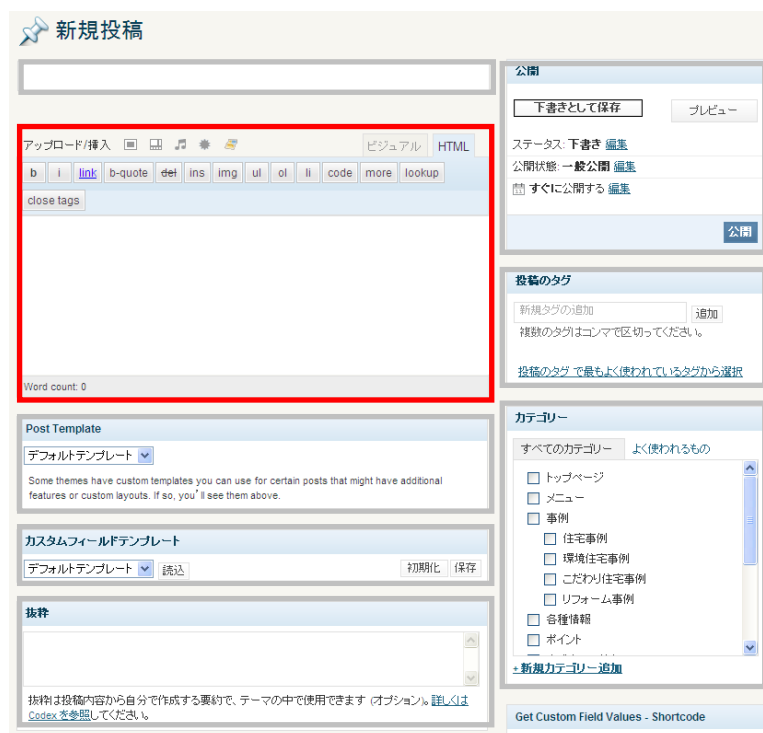 新規投稿
アップロード/挿入
ビジュアル HTML
b i link b-quote del ins img ul ol li code more lookup
close tags
Word count: 0
Post Template
デフォルトテンプレート
Some themes have custom templates you can use for certain posts that might have additional
features or custom layouts. If so, you'll see them above.
カスタムフィールドテンプレート
デフォルトテンプレート 読込 初期化 保存
抜粋
抜粋は投稿内容から自分で作成する要約で、テーマの中で使用できます (オプション)。詳しくは
Codex を参照してください。
公開
下書きとして保存 プレビュー
ステータス: 下書き 編集
公開状態: 一般公開 編集
すぐに公開する 編集
公開
投稿のタグ
新規タグの追加 追加
複数のタグはコンマで区切ってください。
投稿のタグ で最もよく使われているタグから選択
カテゴリー
すべてのカテゴリー よく使われるもの
トップページ
メニュー
事例
住宅事例
環境住宅事例
こだわり住宅事例
リフォーム事例
各種情報
ポイント
+ 新規カテゴリー追加
Get Custom Field Values - Shortcode